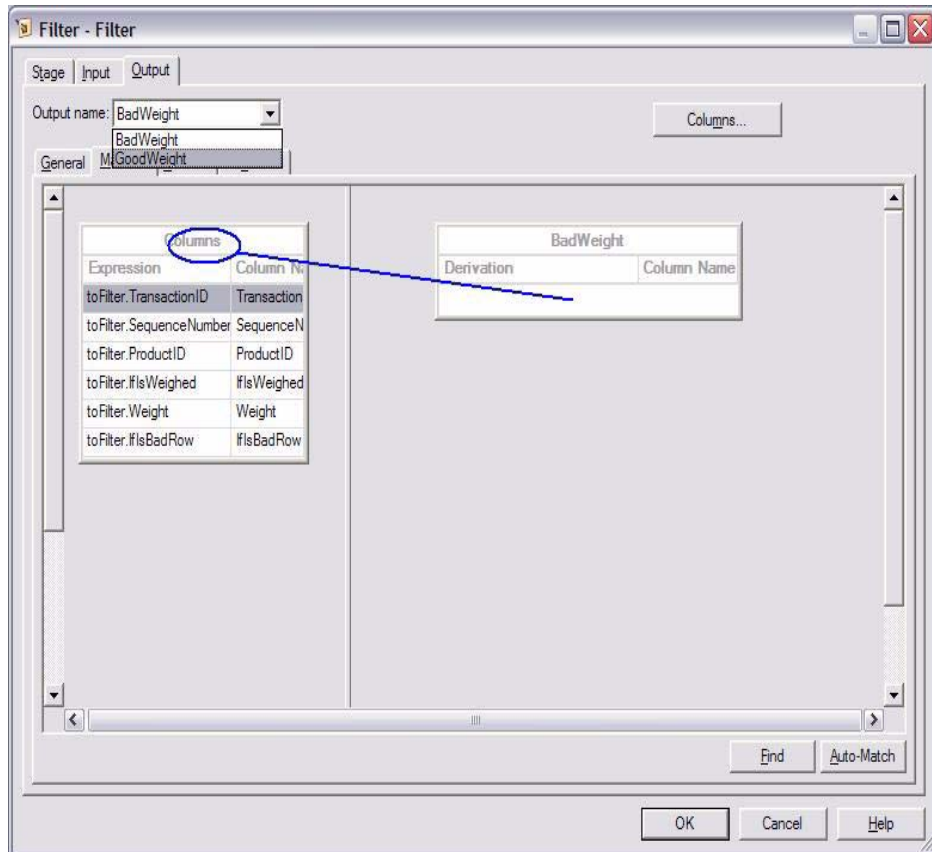 Filter - Filter
Stage Input Output
Output name: BadWeight
Columns...
BadWeight
GoodWeight
General
Columns
Expression Column N
toFilter.TransactionID Transaction
toFilter.SequenceNumber SequenceN
toFilter.ProductID ProductID
toFilter.IfIsWeighed IfIsWeighed
toFilter.Weight Weight
toFilter.IfIsBadRow IfIsBadRow
BadWeight
Derivation Column Name
Find Auto-Match
OK Cancel Help